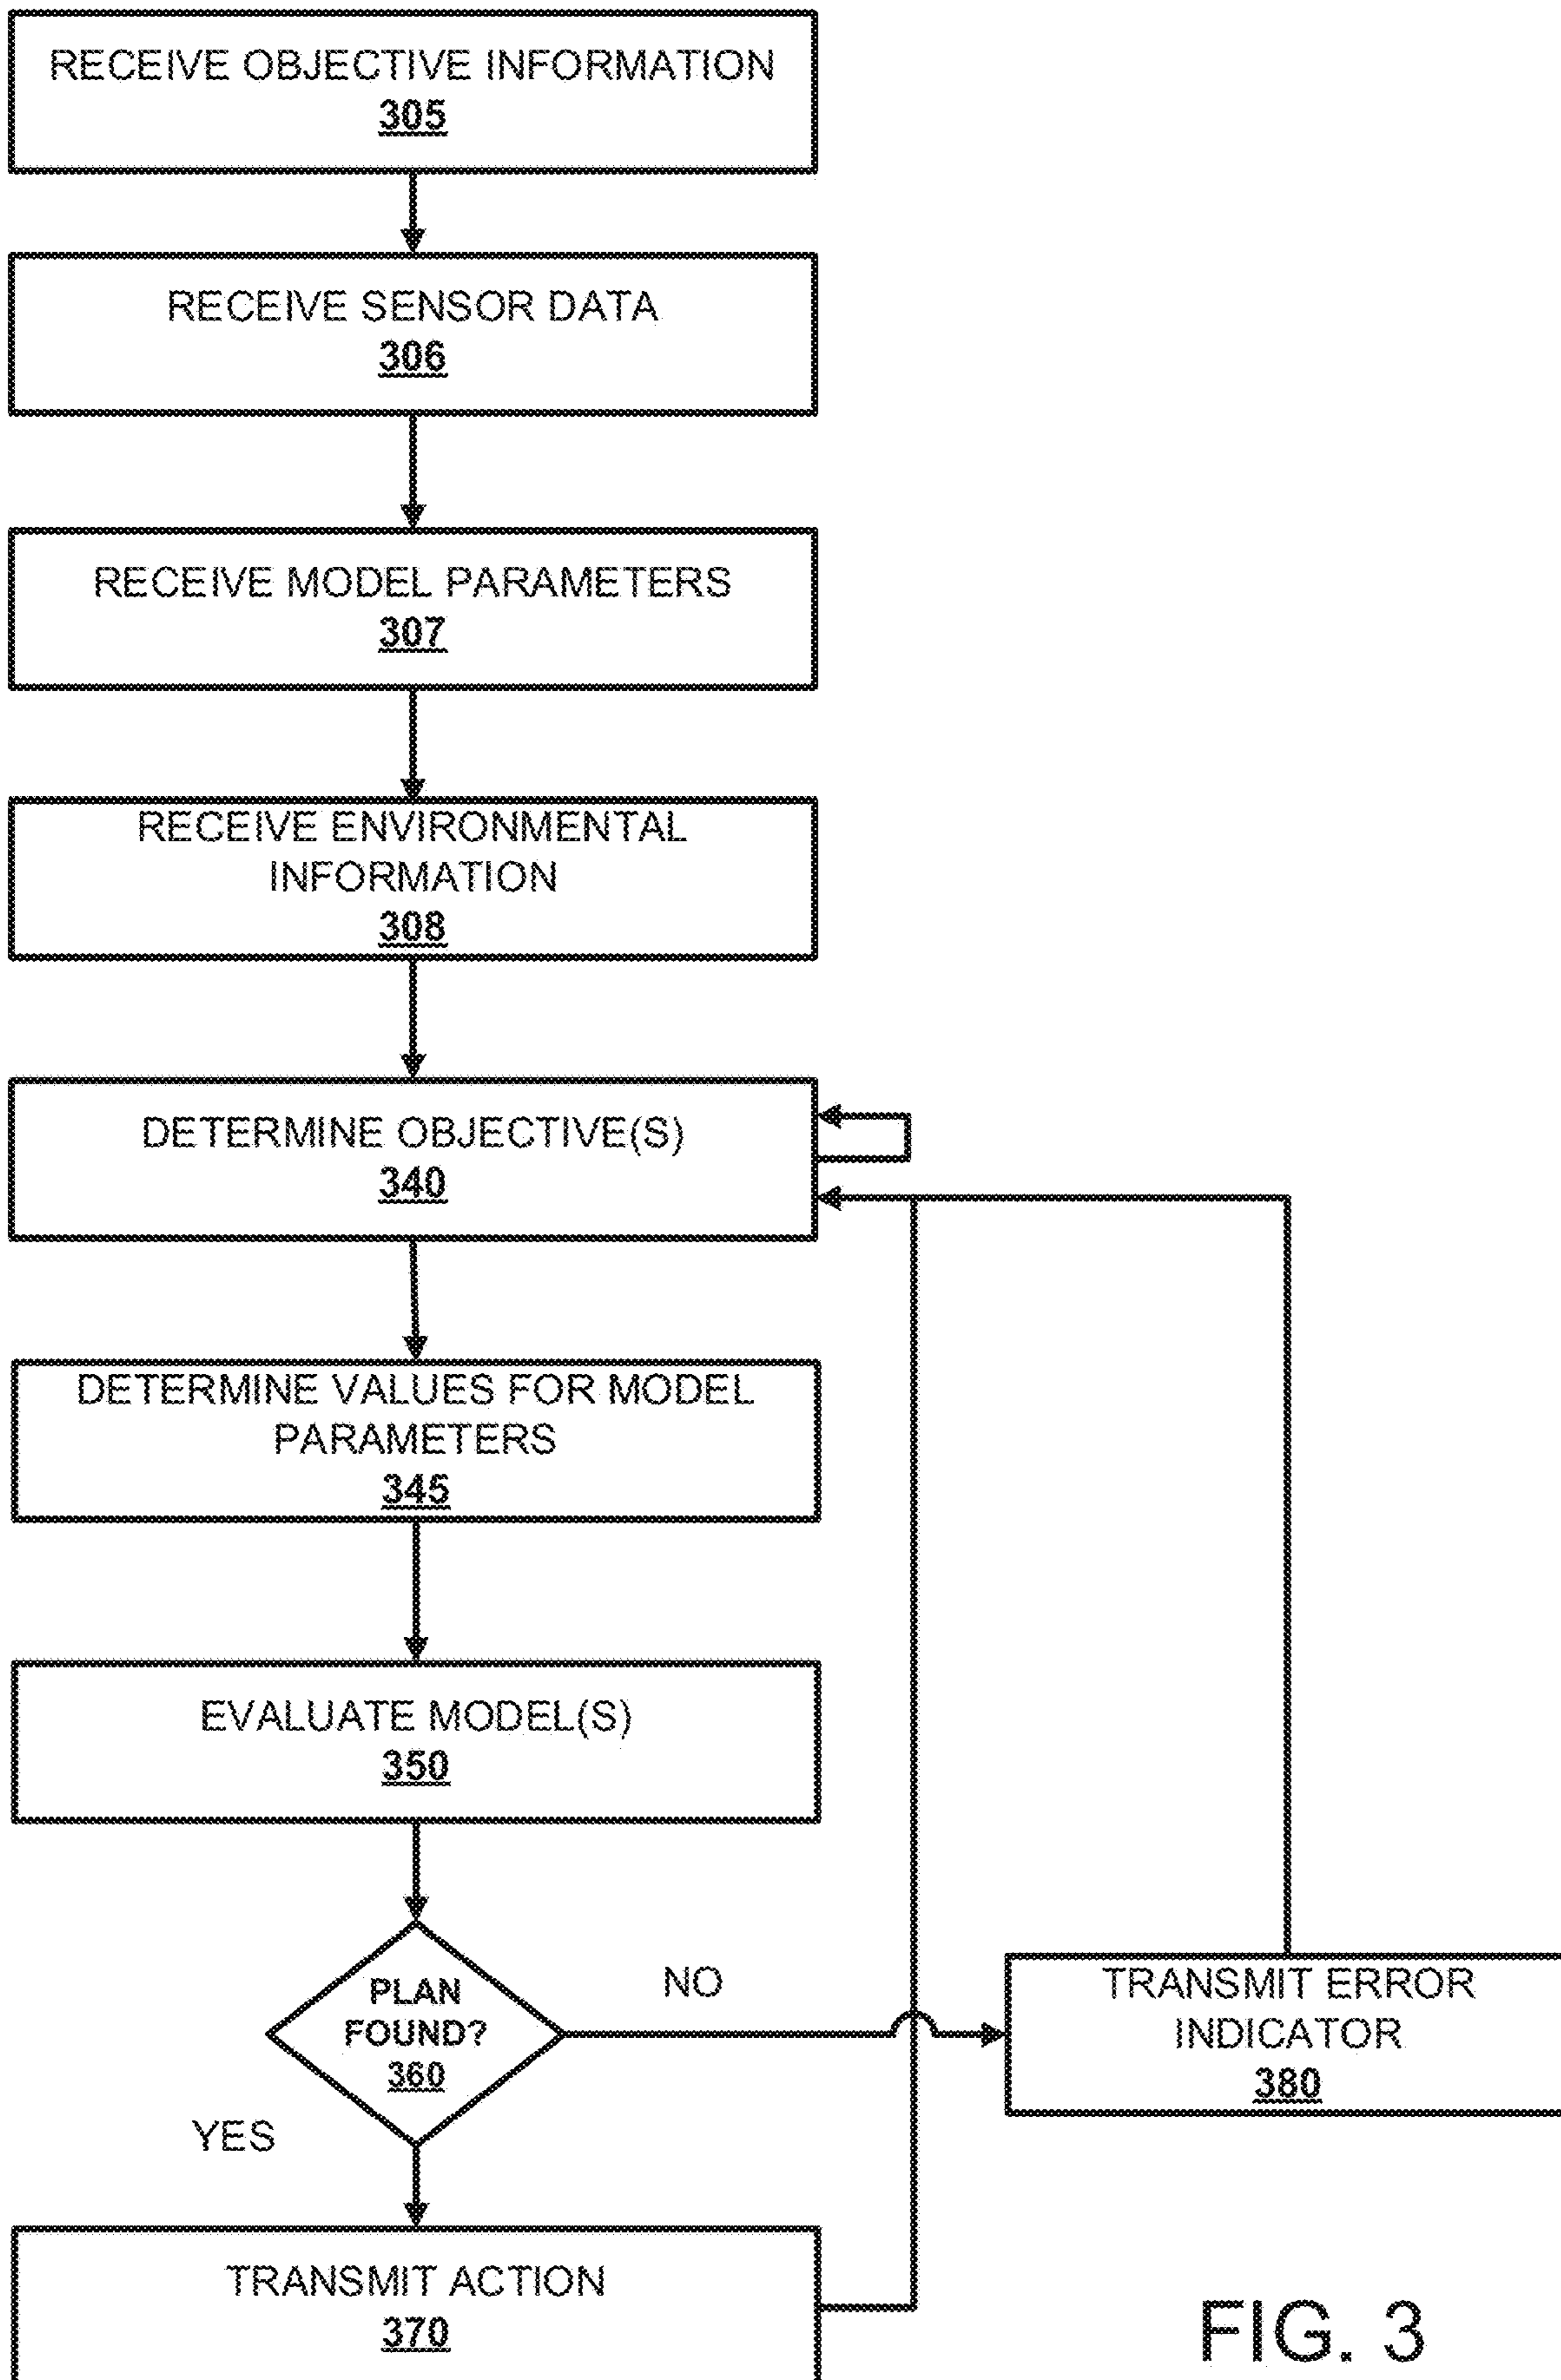 RECEIVE OBJECTIVE INFORMATION
305
RECEIVE SENSOR DATA
306
RECEIVE MODEL PARAMETERS
307
RECEIVE ENVIRONMENTAL
INFORMATION
308
DETERMINE OBJECTIVE(S)
340
DETERMINE VALUES FOR MODEL
PARAMETERS
345
EVALUATE MODEL(S)
350
PLAN
FOUND?
360
NO
TRANSMIT ERROR
INDICATOR
380
YES
TRANSMIT ACTION
370
FIG. 3